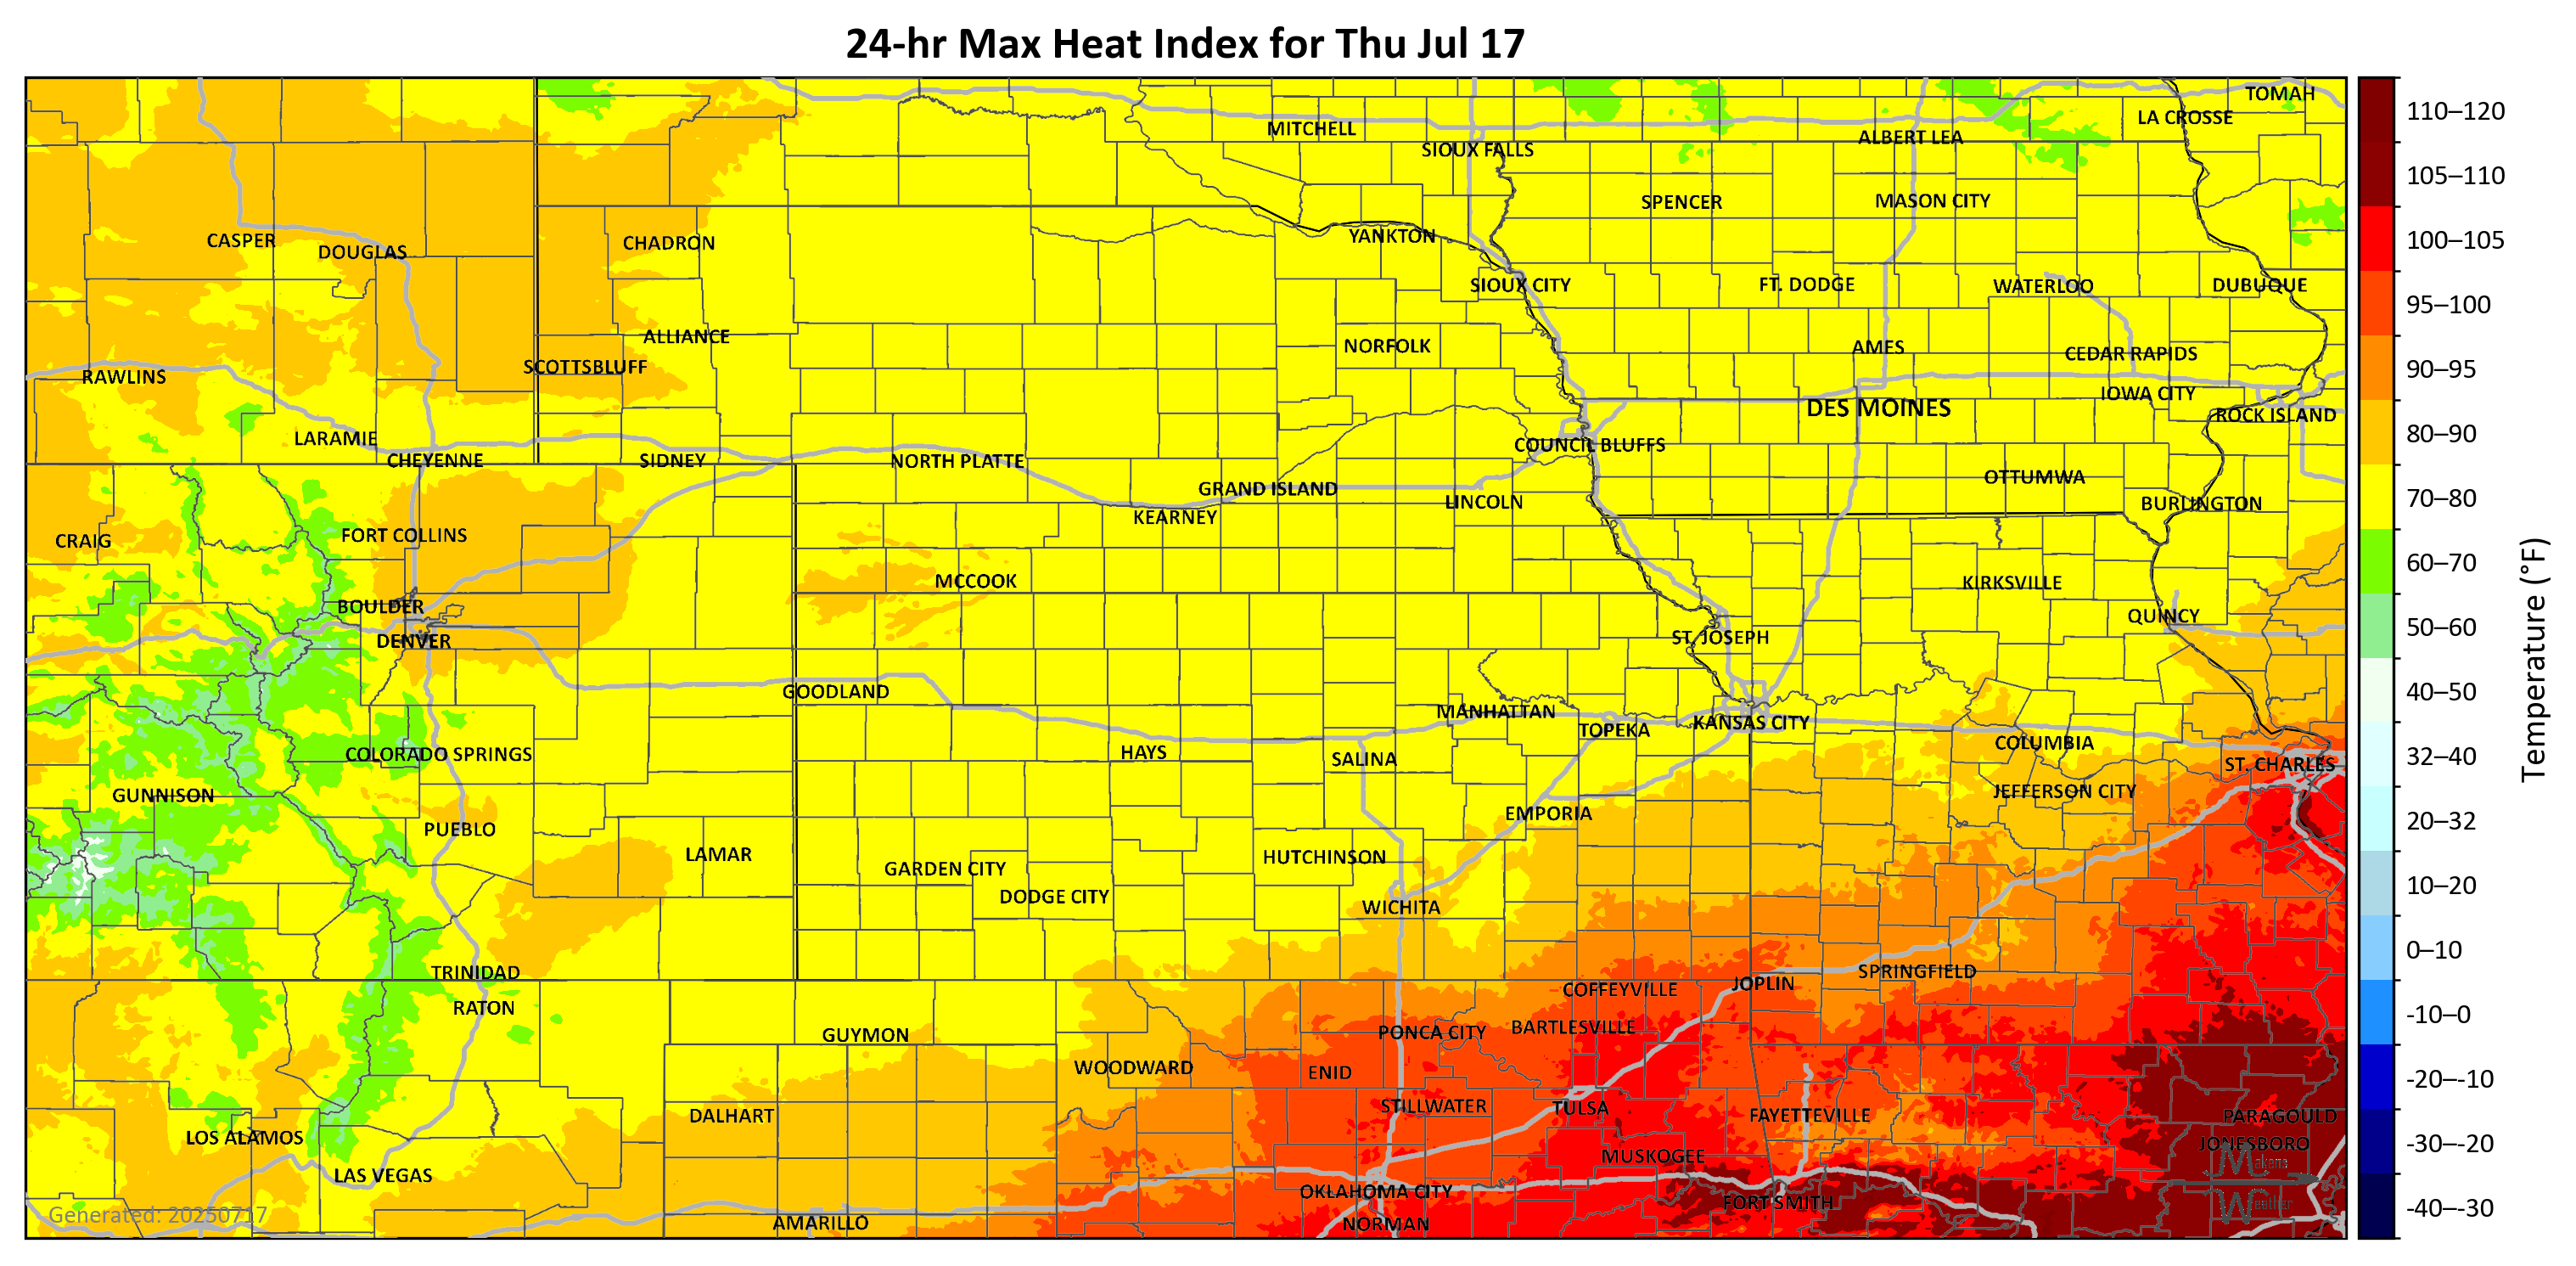 24-hr Max Heat Index for Thu Jul 17
TOMAH
LA CROSSE
MITCHELL
ALBERT LEA
SIOUX FALLS
SPENCER
MASON CITY
YANKTON
CASPER
CHADRON
DOUGLAS
SIOUX CITY
FT. DODGE
WATERLOO
DUBUQUE
ALLIANCE
NORFOLK
AMES
CEDAR RAPIDS
SCOTTSBLUFF
RAWLINS
IOWA CITY
DES MOINES
ROCK ISLAND
LARAMIE
COUNCIL BLUFFS
CHEYENNE
SIDNEY
NORTH PLATTE
OTTUMWA
GRAND ISLAND
LINCOLN
BURLINGTON
KEARNEY
FORT COLLINS
CRAIG
MCCOOK
KIRKSVILLE
BOULDER
QUINCY
DENVER
ST. JOSEPH
GOODLAND
MANHATTAN
TOPEKA
KANSAS CITY
COLUMBIA
COLORADO SPRINGS
HAYS
SALINA
ST. CHARLES
GUNNISON
JEFFERSON CITY
EMPORIA
PUEBLO
LAMAR
HUTCHINSON
GARDEN CITY
DODGE CITY
WICHITA
TRINIDAD
SPRINGFIELD
JOPLIN
COFFEYVILLE
RATON
BARTLESVILLE
PONCA CITY
GUYMON
WOODWARD
ENID
STILLWATER
TULSA
DALHART
FAYETTEVILLE
PARAGOULD
LOS ALAMOS
JONESBORO
MUSKOGEE
LAS VEGAS
Makens
OKLAHOMA CITY
FORT SMITH
Weather
Generated: 20250717
AMARILLO
NORMAN
110–120
105–110
100–105
95–100
90–95
80–90
70–80
60–70
50–60
40–50
32–40
20–32
10–20
0–10
-10–0
-20–-10
-30–-20
-40–-30
Temperature (°F)